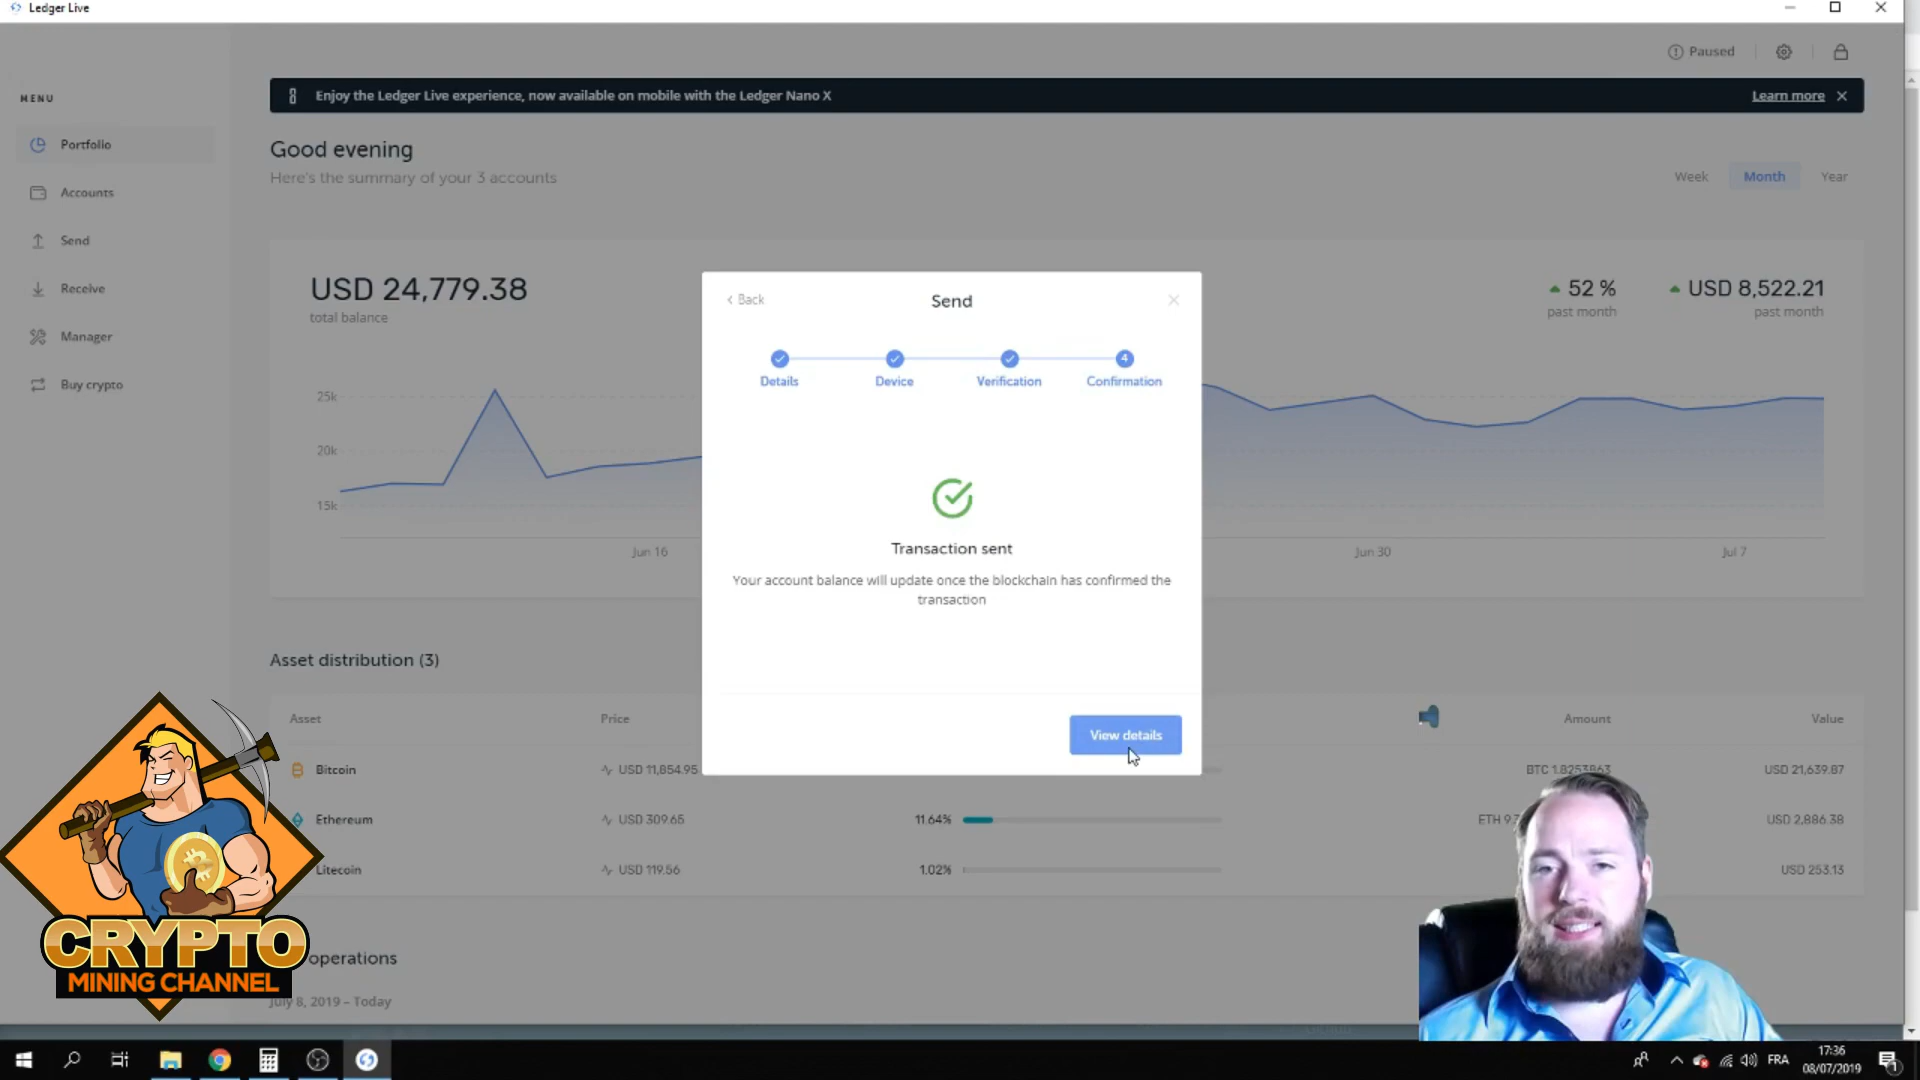 Ledger Live
Paused
MENU
Enjoy the Ledger Live experience, now available on mobile with the Ledger Nano X
Learn more
Portfolio
Good evening
Here's the summary of your 3 accounts
Week
Month
Year
Accounts
Send
Receive
Manager
Buy crypto
USD 24,779.38
total balance
52 %
past month
USD 8,522.21
past month
25k
20k
15k
Jun 16
Jun 30
Jul 7
Back
Send
4
Details
Device
Verification
Confirmation
Transaction sent
Your account balance will update once the blockchain has confirmed the
transaction
View details
Asset distribution (3)
Asset
Price
Amount
Value
Bitcoin
USD 11,854.95
BTC 1.8253863
USD 21,639.87
Ethereum
USD 309.65
11.64%
ETH
USD 2,886.38
Litecoin
USD 119.56
1.02%
USD 253.13
operations
July 8, 2019 – Today
CRYPTO
MINING CHANNEL
FRA
17:36
08/07/2019
1